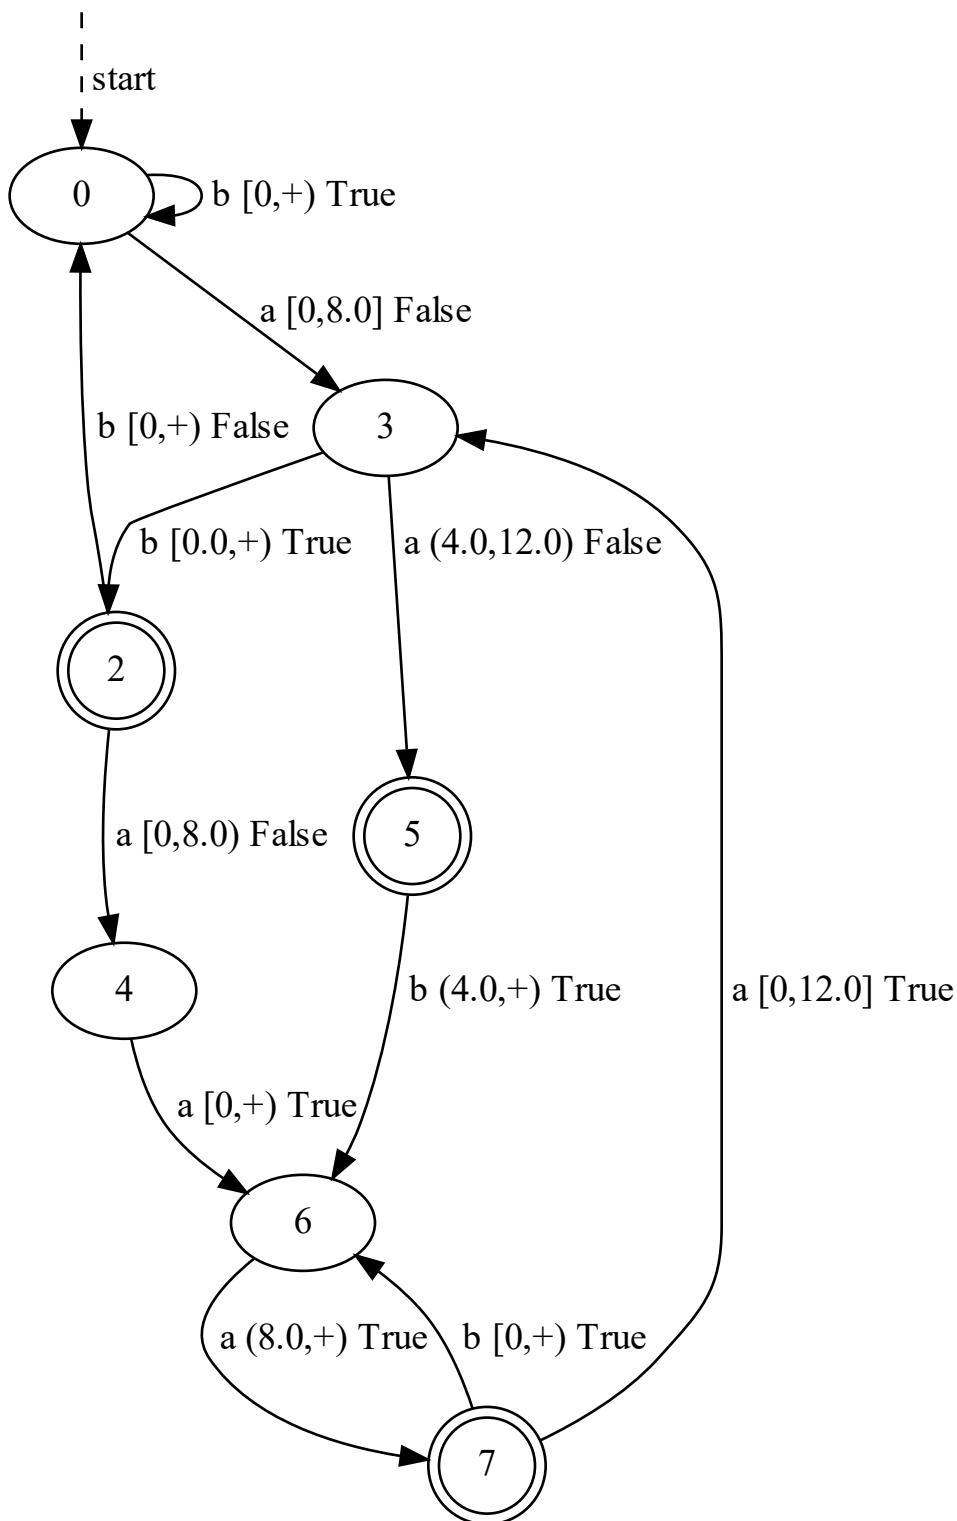 start
0
b [0,+) True
a [0,8.0] False
3
b [0,+) False
b [0.0,+) True
a (4.0,12.0) False
2
a [0,8.0) False
5
4
b (4.0,+) True
a [0,12.0] True
a [0,+) True
6
a (8.0,+) True
b [0,+) True
7